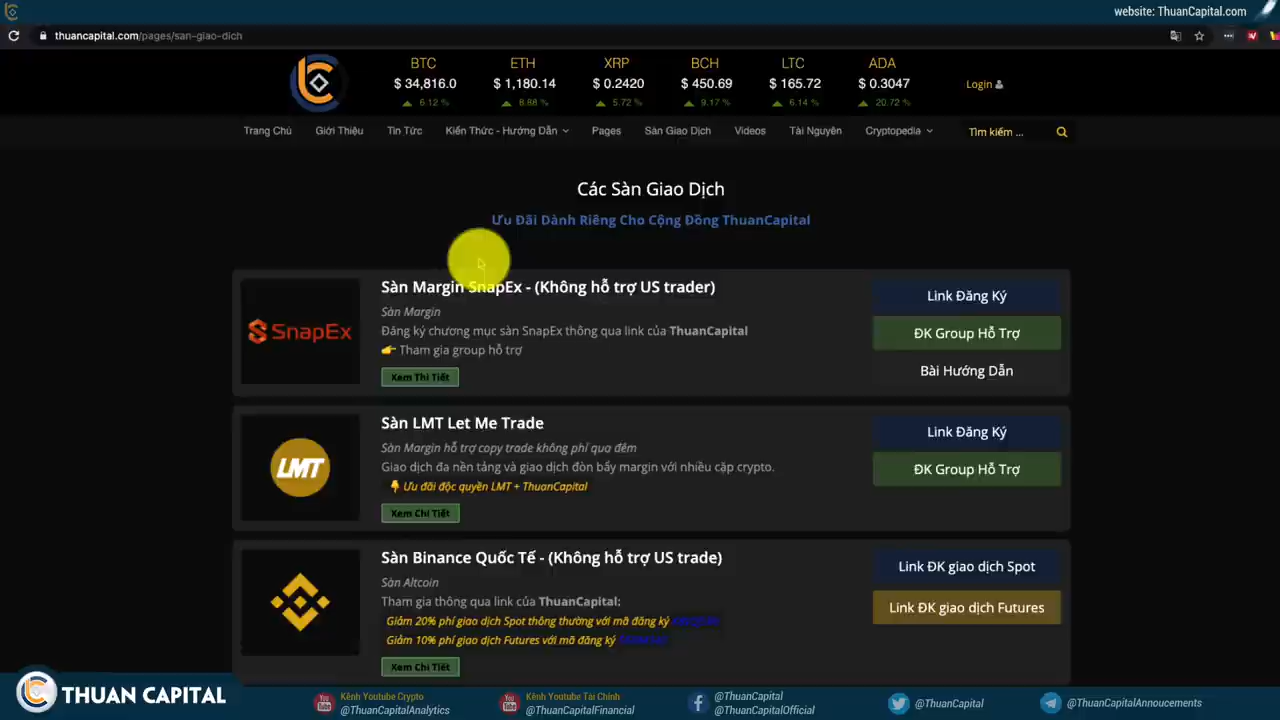 website: ThuanCapital.com
thuancapital.com/pages/san-giao-dich
BTC ETH XRP BCH LTC ADA
$ 34,816.0 $ 1,180.14 $ 0.2420 $ 450.69 $ 165.72 $ 0.3047
6.12 % 8.88 % 5.72 % 9.17 % 6.14 % 20.72 %
Login
Trang Chủ Giới Thiệu Tin Tức Kiến Thức - Hướng Dẫn Pages Sàn Giao Dịch Videos Tài Nguyên Cryptopedia Tìm kiếm ...
Các Sàn Giao Dịch
Ưu Đãi Dành Riêng Cho Cộng Đồng ThuanCapital
SnapEx
Sàn Margin SnapEx - (Không hỗ trợ US trader)
Sàn Margin
Đăng ký chương mục sàn SnapEx thông qua link của ThuanCapital
👉 Tham gia group hỗ trợ
Xem Thi Tiết
Link Đăng Ký
ĐK Group Hỗ Trợ
Bài Hướng Dẫn
LMT
Sàn LMT Let Me Trade
Sàn Margin hỗ trợ copy trade không phí qua đêm
Giao dịch đa nền tảng và giao dịch đòn bẩy margin với nhiều cặp crypto.
👇 Ưu đãi độc quyền LMT + ThuanCapital
Xem Chi Tiết
Link Đăng Ký
ĐK Group Hỗ Trợ
Sàn Binance Quốc Tế - (Không hỗ trợ US trade)
Sàn Altcoin
Tham gia thông qua link của ThuanCapital:
Giảm 20% phí giao dịch Spot thông thường với mã đăng ký
Giảm 10% phí giao dịch Futures với mã đăng ký
Xem Chi Tiết
Link ĐK giao dịch Spot
Link ĐK giao dịch Futures
THUAN CAPITAL
Kênh Youtube Crypto
@ThuanCapitalAnalytics
Kênh Youtube Tài Chính
@ThuanCapitalFinancial
@ThuanCapital
@ThuanCapitalOfficial
@ThuanCapital
@ThuanCapitalAnnoucements